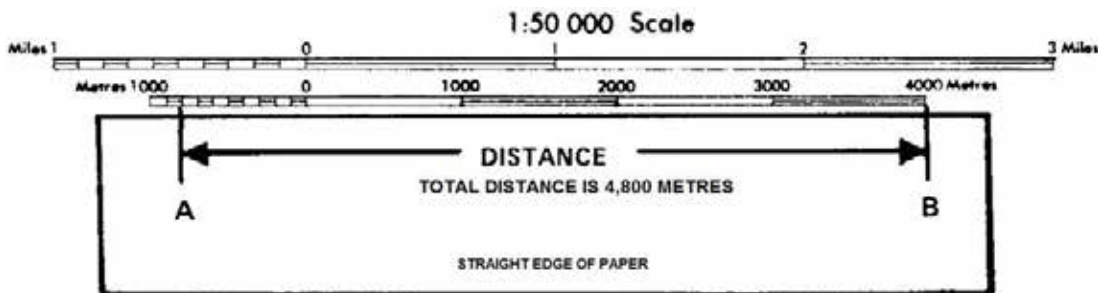 1:50 000 Scale
Miles 1 0 1 2 3 Miles
Metres 1000 0 1000 2000 3000 4000 Metres
DISTANCE
TOTAL DISTANCE IS 4,800 METRES
A B
STRAIGHT EDGE OF PAPER